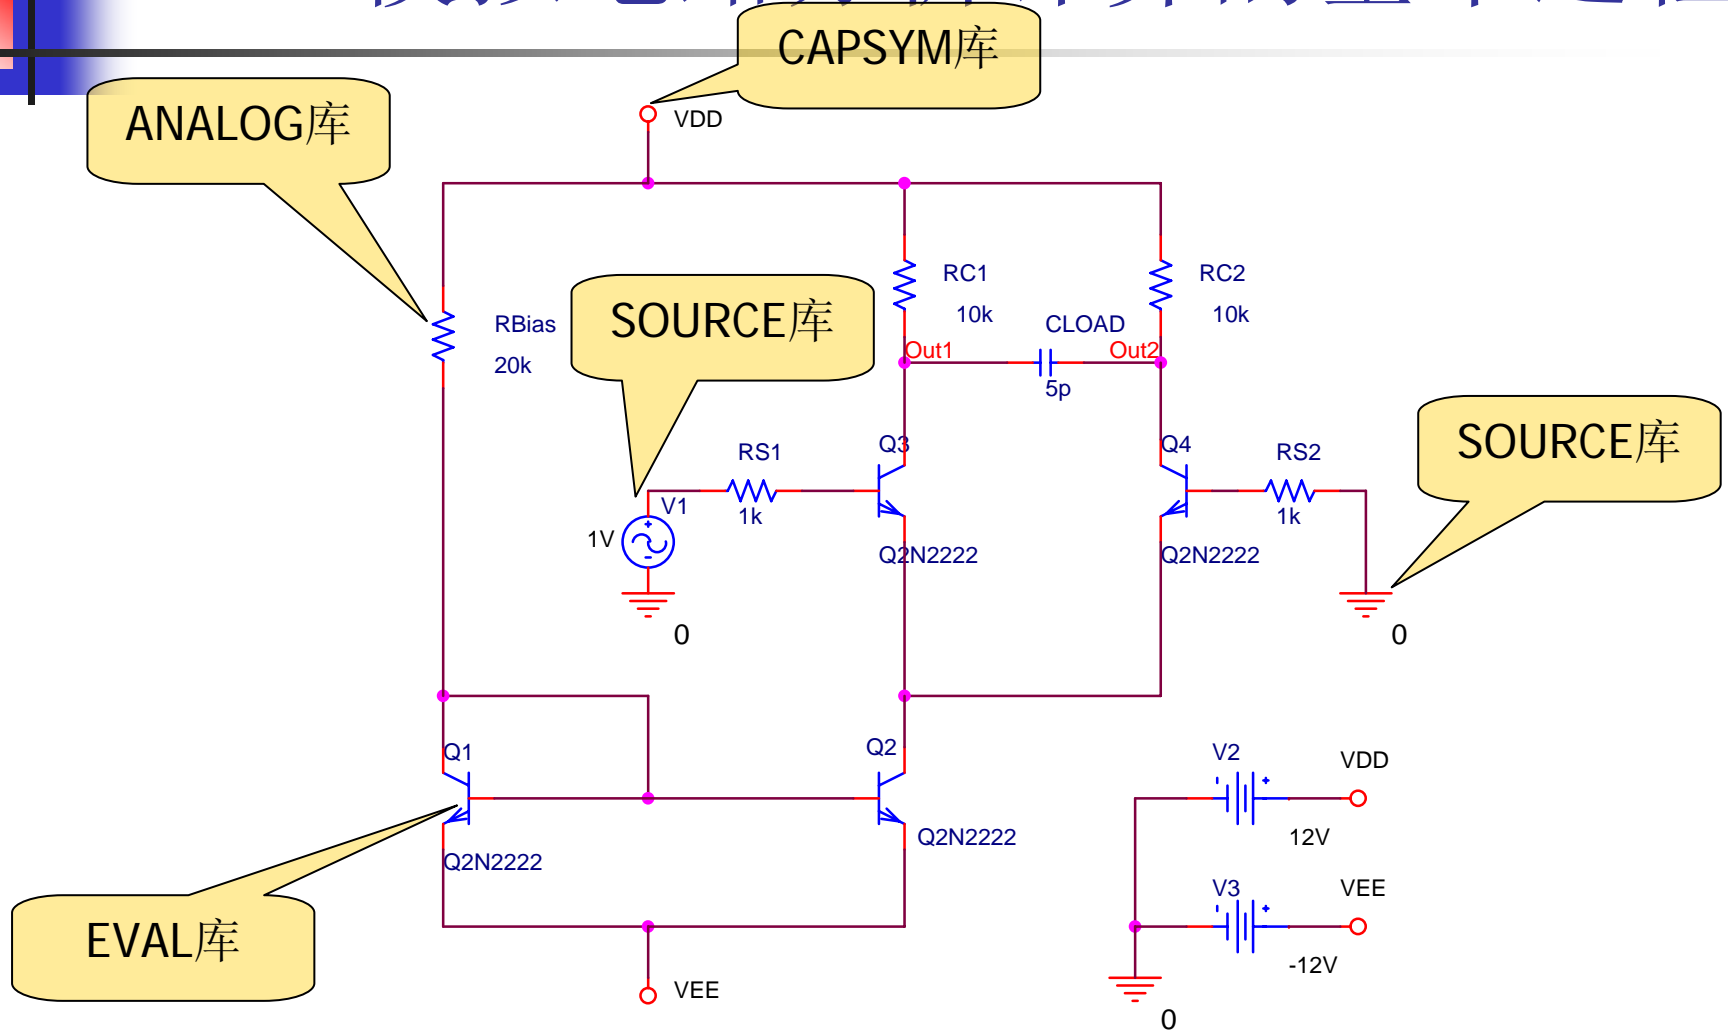 CAPSYM库
ANALOG库
VDD
RC1
10k
RC2
10k
RBias
20k
SOURCE库
CLOAD
Out1
Out2
5p
SOURCE库
Q3
Q4
RS1
1k
RS2
1k
V1
1V
Q2N2222
Q2N2222
0
0
Q1
Q2
Q2N2222
Q2N2222
V2
VDD
12V
V3
VEE
-12V
EVAL库
VEE
0